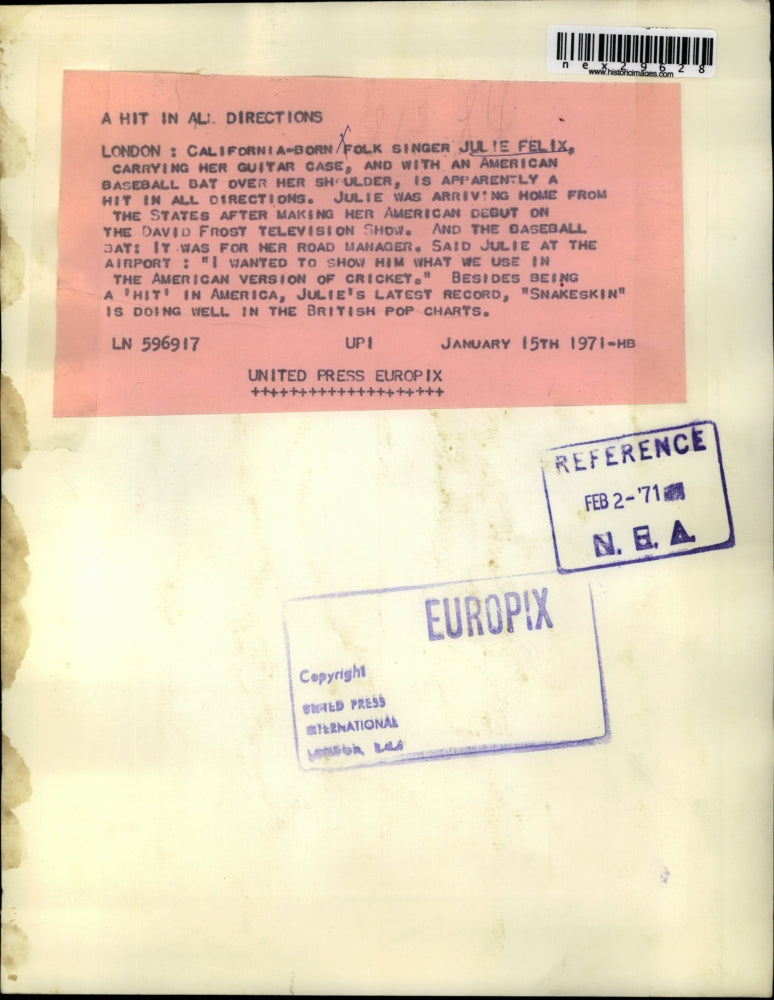 nex29628
www.historicimages.com
A HIT IN ALL DIRECTIONS
LONDON : CALIFORNIA-BORN FOLK SINGER JULIE FELIX,
CARRYING HER GUITAR CASE, AND WITH AN AMERICAN
BASEBALL BAT OVER HER SHOULDER, IS APPARENTLY A
HIT IN ALL DIRECTIONS. JULIE WAS ARRIVING HOME FROM
THE STATES AFTER MAKING HER AMERICAN DEBUT ON
THE DAVID FROST TELEVISION SHOW. AND THE BASEBALL
BAT: IT WAS FOR HER ROAD MANAGER. SAID JULIE AT THE
AIRPORT : "I WANTED TO SHOW HIM WHAT WE USE IN
THE AMERICAN VERSION OF CRICKET." BESIDES BEING
A 'HIT' IN AMERICA, JULIE'S LATEST RECORD, "SNAKESKIN"
IS DOING WELL IN THE BRITISH POP CHARTS.
LN 596917 UPI JANUARY 15TH 1971-HB
UNITED PRESS EUROPIX
++++++++++++++++++++
REFERENCE
FEB 2-'71
N. E. A.
EUROPIX
Copyright
UNITED PRESS
INTERNATIONAL
LONDON,